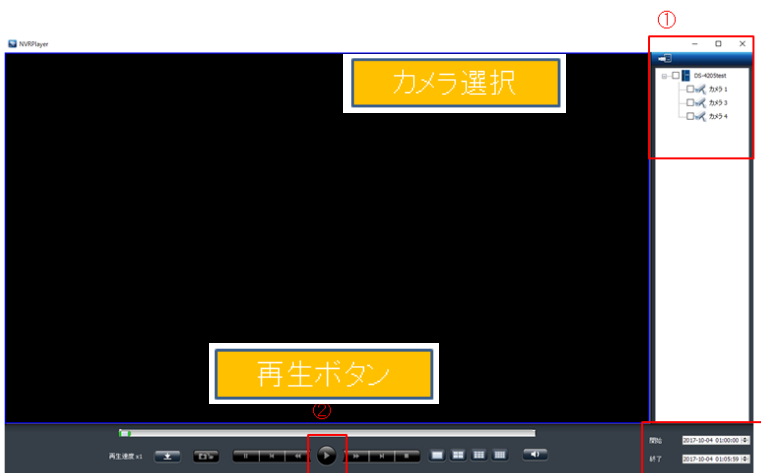 ①
NVRPlayer
カメラ選択
DS-4205test
カメラ 1
カメラ 3
カメラ 4
再生ボタン
②
開始 2017-10-04 01:00:00
再生速度 x1
終了 2017-10-04 01:05:59